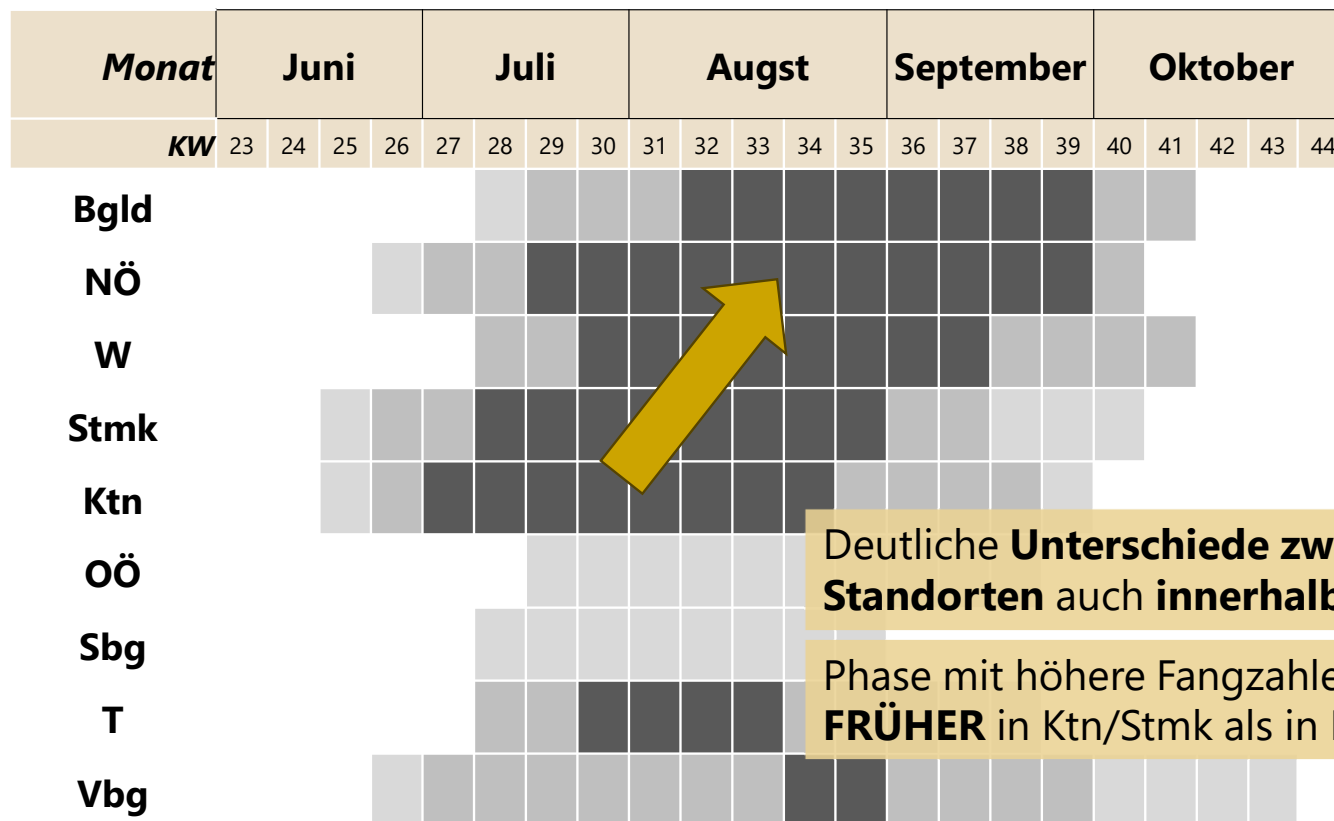 Monat Juni Juli Augst September Oktober
KW 23 24 25 26 27 28 29 30 31 32 33 34 35 36 37 38 39 40 41 42 43 44
Bgld
NÖ
W
Stmk
Ktn
OÖ
Deutliche Unterschiede zw
Standorten auch innerhalb
Sbg
Phase mit höhere Fangzahle
FRÜHER in Ktn/Stmk als in
T
Vbg